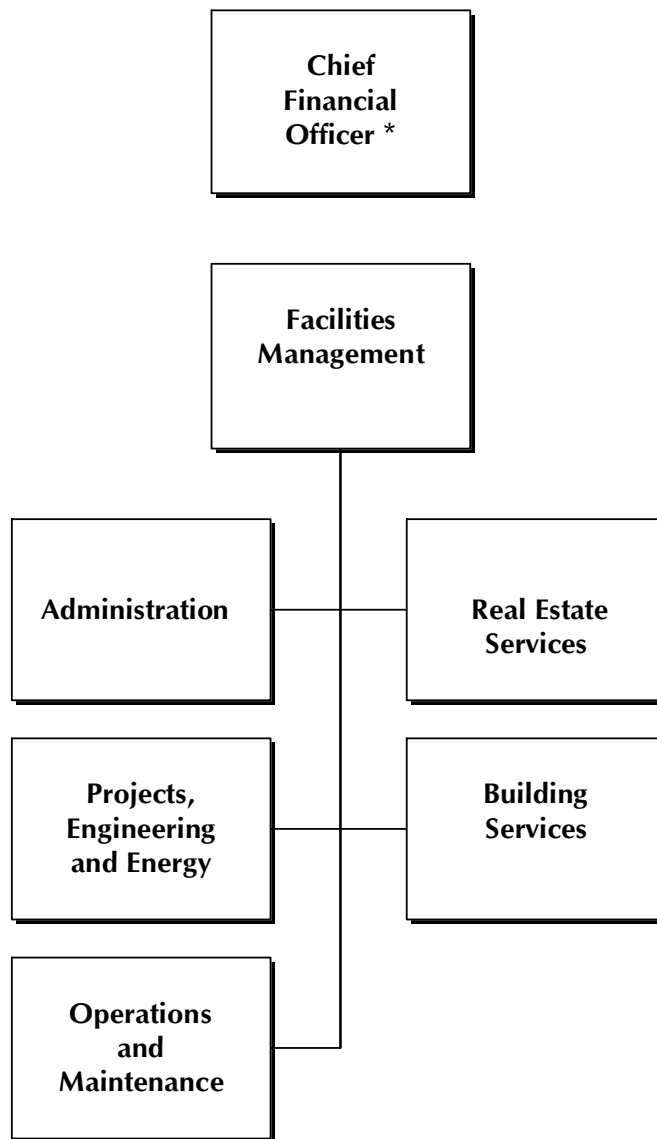 Chief
Financial
Officer *
Facilities
Management
Administration
Real Estate
Services
Projects,
Engineering
and Energy
Building
Services
Operations
and
Maintenance